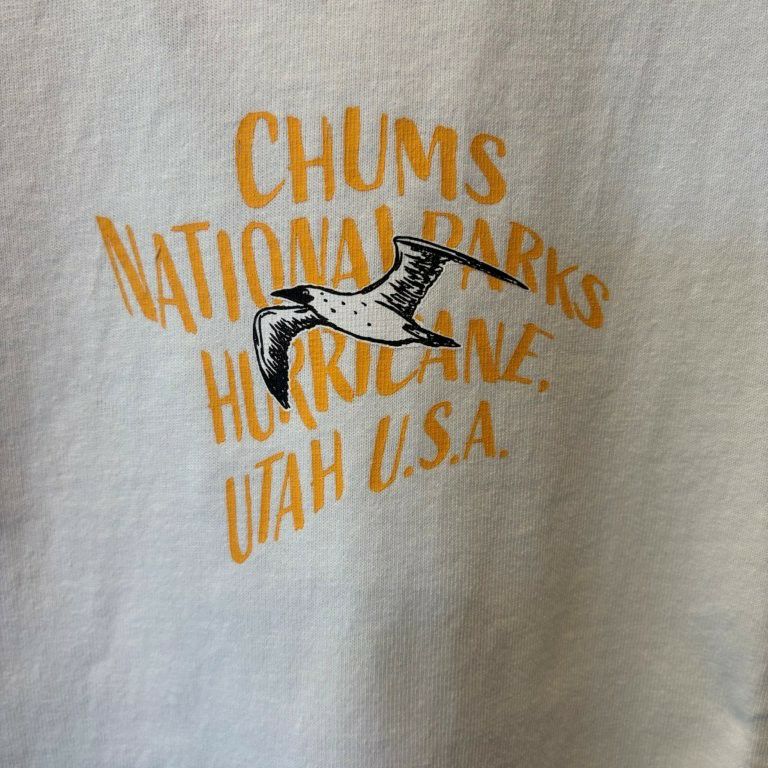 CHUMS
NATIONAL PARKS
HURRICANE,
UTAH U.S.A.